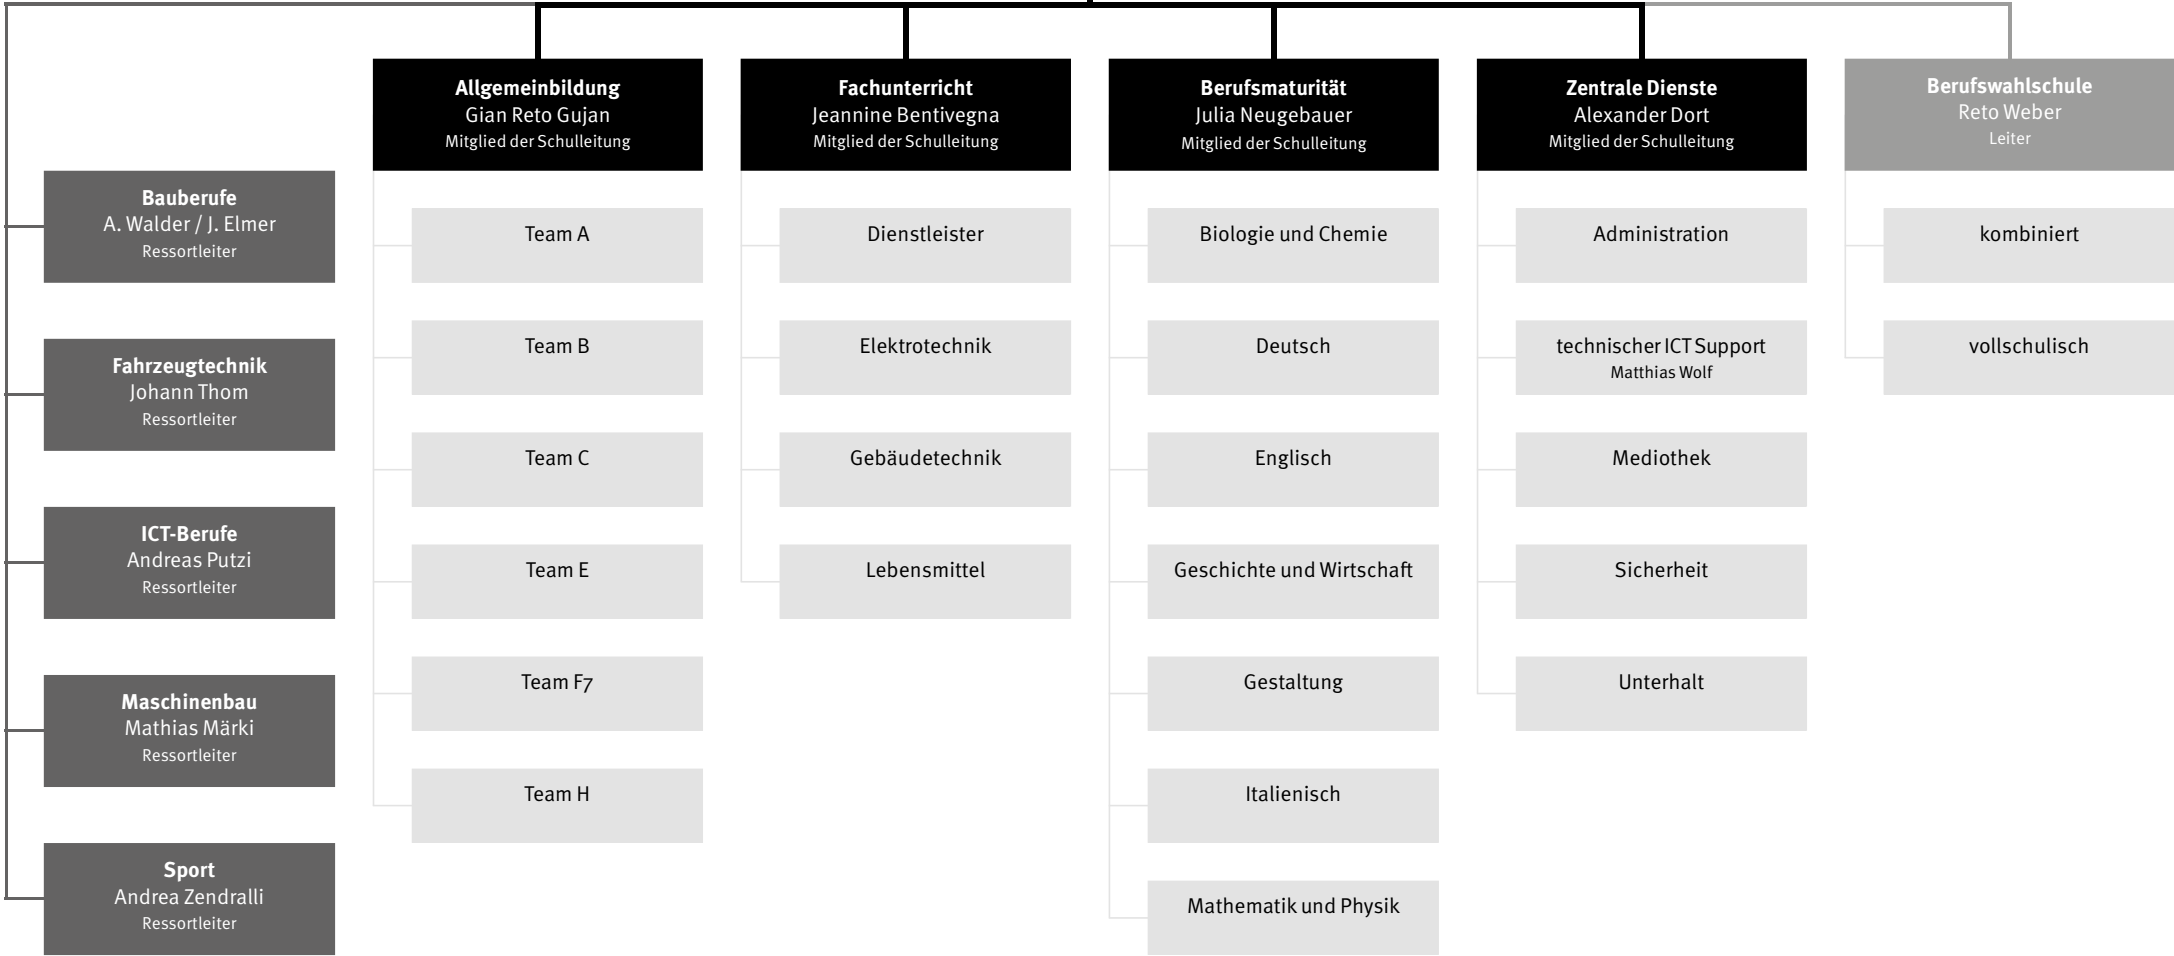 Bauberufe
A. Walder / J. Elmer
Ressortleiter
Fahrzeugtechnik
Johann Thom
Ressortleiter
ICT-Berufe
Andreas Putzi
Ressortleiter
Maschinenbau
Mathias Märki
Ressortleiter
Sport
Andrea Zendralli
Ressortleiter
Allgemeinbildung
Gian Reto Gujan
Mitglied der Schulleitung
Team A
Team B
Team C
Team E
Team F7
Team H
Fachunterricht
Jeannine Bentivegna
Mitglied der Schulleitung
Dienstleister
Elektrotechnik
Gebäudetechnik
Lebensmittel
Berufsmaturität
Julia Neugebauer
Mitglied der Schulleitung
Biologie und Chemie
Deutsch
Englisch
Geschichte und Wirtschaft
Gestaltung
Italienisch
Mathematik und Physik
Zentrale Dienste
Alexander Dort
Mitglied der Schulleitung
Administration
technischer ICT Support
Matthias Wolf
Mediothek
Sicherheit
Unterhalt
Berufswahlschule
Reto Weber
Leiter
kombiniert
vollschulisch